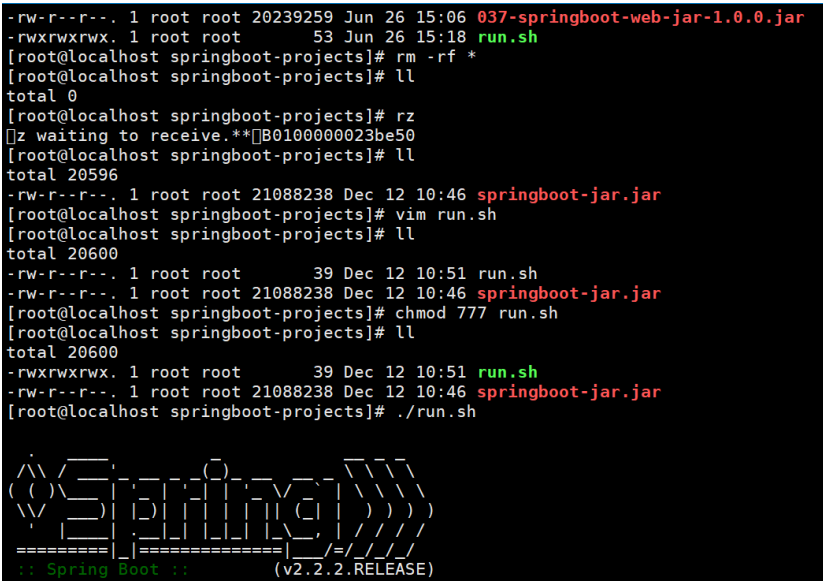 -rw-r--r--. 1 root root 20239259 Jun 26 15:06 037-springboot-web-jar-1.0.0.jar
-rwxrwxrwx. 1 root root       53 Jun 26 15:18 run.sh
[root@localhost springboot-projects]# rm -rf *
[root@localhost springboot-projects]# ll
total 0
[root@localhost springboot-projects]# rz
▯z waiting to receive.**▯B0100000023be50
[root@localhost springboot-projects]# ll
total 20596
-rw-r--r--. 1 root root 21088238 Dec 12 10:46 springboot-jar.jar
[root@localhost springboot-projects]# vim run.sh
[root@localhost springboot-projects]# ll
total 20600
-rw-r--r--. 1 root root       39 Dec 12 10:51 run.sh
-rw-r--r--. 1 root root 21088238 Dec 12 10:46 springboot-jar.jar
[root@localhost springboot-projects]# chmod 777 run.sh
[root@localhost springboot-projects]# ll
total 20600
-rwxrwxrwx. 1 root root       39 Dec 12 10:51 run.sh
-rw-r--r--. 1 root root 21088238 Dec 12 10:46 springboot-jar.jar
[root@localhost springboot-projects]# ./run.sh
  .   ____          _            __ _ _
 /\\ / ___'_ __ _ _(_)_ __  __ _ \ \ \ \
( ( )\___ | '_ | '_| | '_ \/ _` | \ \ \ \
 \\/  ___)| |_)| | | | | || (_| |  ) ) ) )
  '  |____| .__|_| |_|_| |_\__, | / / / /
 =========|_|==============|___/=/_/_/_/
 :: Spring Boot ::        (v2.2.2.RELEASE)